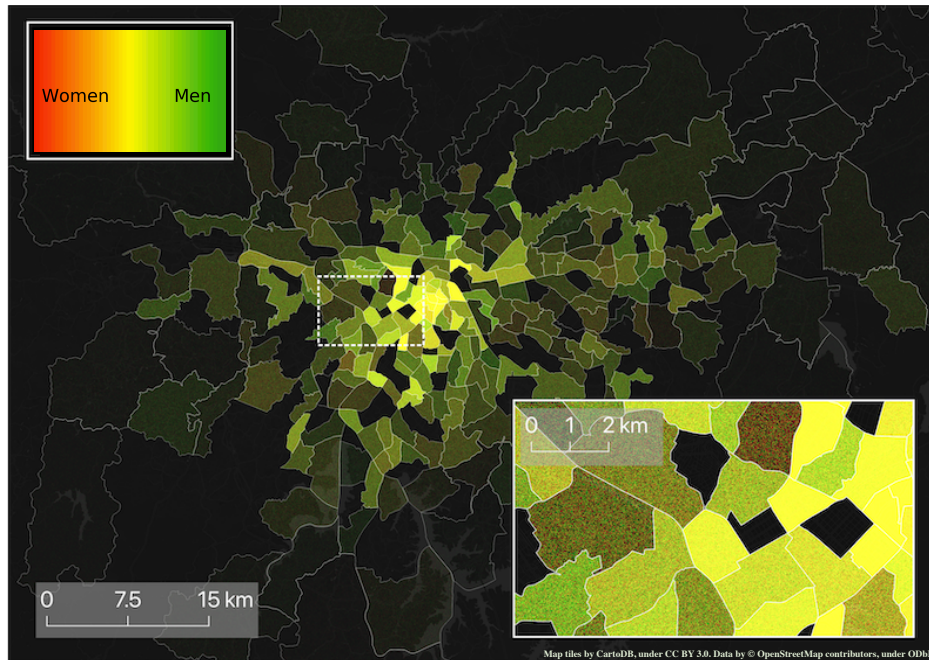 Women Men
0 1 2 km
0 7.5 15 km
Map tiles by CartoDB, under CC BY 3.0. Data by © OpenStreetMap contributors, under ODb